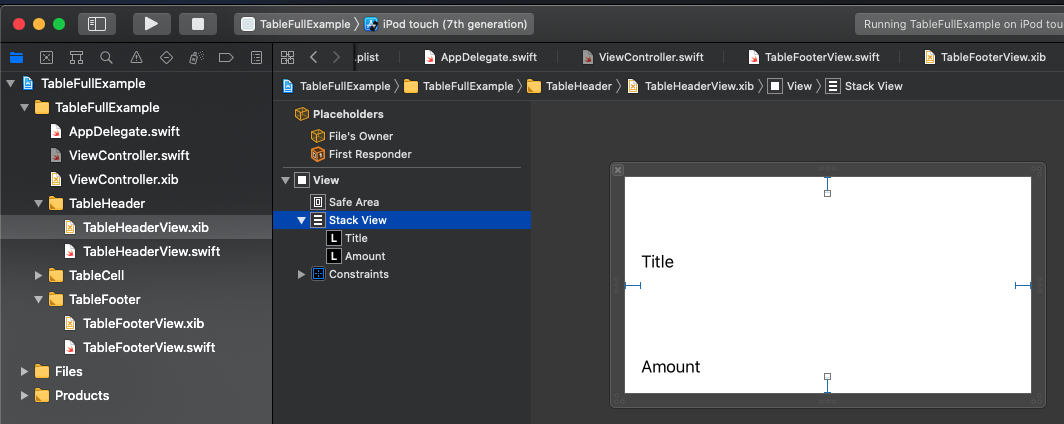 TableFullExample 〉 iPod touch (7th generation)
Running TableFullExample on iPod tou
.plist AppDelegate.swift ViewController.swift TableFooterView.swift TableFooterView.xib
TableFullExample 〉 TableFullExample 〉 TableHeader 〉 TableHeaderView.xib 〉 View 〉 Stack View
TableFullExample
TableFullExample
AppDelegate.swift
ViewController.swift
ViewController.xib
TableHeader
TableHeaderView.xib
TableHeaderView.swift
TableCell
TableFooter
TableFooterView.xib
TableFooterView.swift
Files
Products
Placeholders
File's Owner
First Responder
View
Safe Area
Stack View
L Title
L Amount
Constraints
Title
Amount